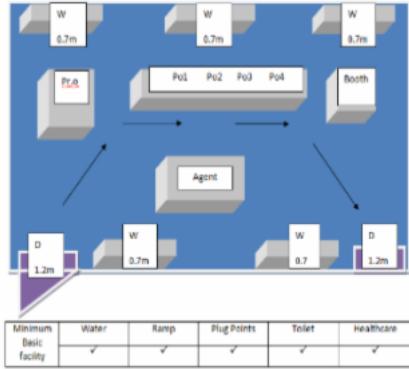 W W W
0.7m 0.7m 0.7m
Pr.o Po1 Po2 Po3 Po4 Booth
Agent
D W W D
1.2m 0.7m 0.7 1.2m
Minimum Basic facility Water Ramp Plug Points Toilet Healthcare
✓ ✓ ✓ ✓ ✓